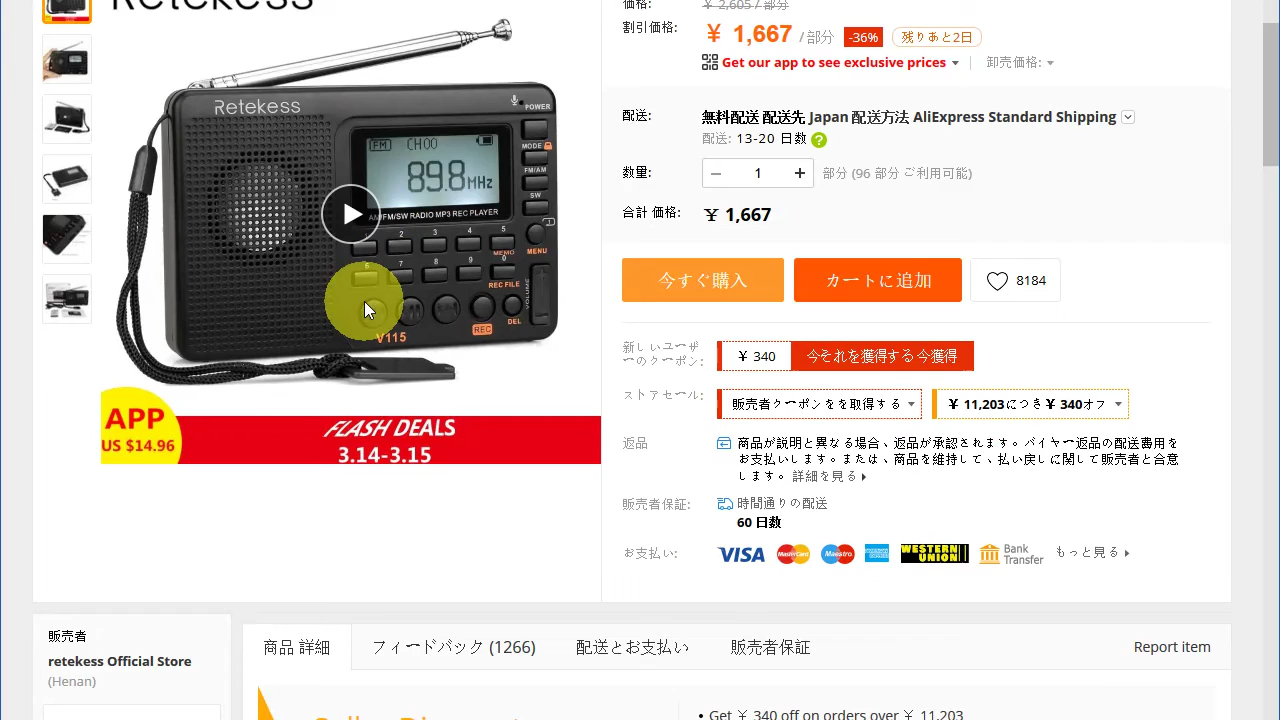 Retekess
価格:
￥ 2,605 / 部分
割引価格:
￥ 1,667 / 部分 -36% 残りあと2日
Get our app to see exclusive prices 卸売価格:
配送:
無料配送 配送先 Japan 配送方法 AliExpress Standard Shipping
配送: 13-20 日数 ?
数量:
− 1 + 部分 (96 部分 ご利用可能)
合計価格: ￥ 1,667
今すぐ購入 カートに追加 8184
新しいユーザーのクーポン:
￥ 340 今それを獲得する 今獲得
ストアセール:
販売者クーポンをを取得する ￥ 11,203につき￥ 340オフ
返品
商品が説明と異なる場合、返品が承認されます。バイヤー返品の配送費用を
お支払いします。または、商品を維持して、払い戻しに関して販売者と合意
します。 詳細を見る
販売者保証:
時間通りの配送
60 日数
お支払い:
VISA MasterCard Maestro WESTERN UNION Bank Transfer もっと見る
Retekess
POWER
MODE
FM/AM
SW
FM CH00
89.8MHz
AM/FM/SW RADIO MP3 REC PLAYER
1 2 3 4 5
MEMO MENU
6 7 8 9 0
REC FILE
VOLUME
DEL
REC
V115
APP
US $14.96
FLASH DEALS
3.14-3.15
販売者
retekess Official Store
(Henan)
商品 詳細 フィードバック (1266) 配送とお支払い 販売者保証 Report item
• Get ￥ 340 off on orders over ￥ 11,203